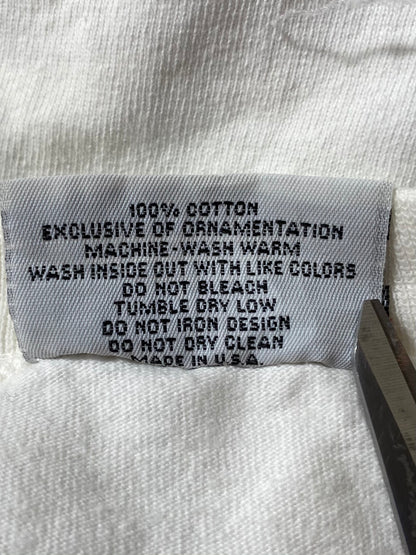 100% COTTON
EXCLUSIVE OF ORNAMENTATION
MACHINE-WASH WARM
WASH INSIDE OUT WITH LIKE COLORS
DO NOT BLEACH
TUMBLE DRY LOW
DO NOT IRON DESIGN
DO NOT DRY CLEAN
MADE IN U.S.A.